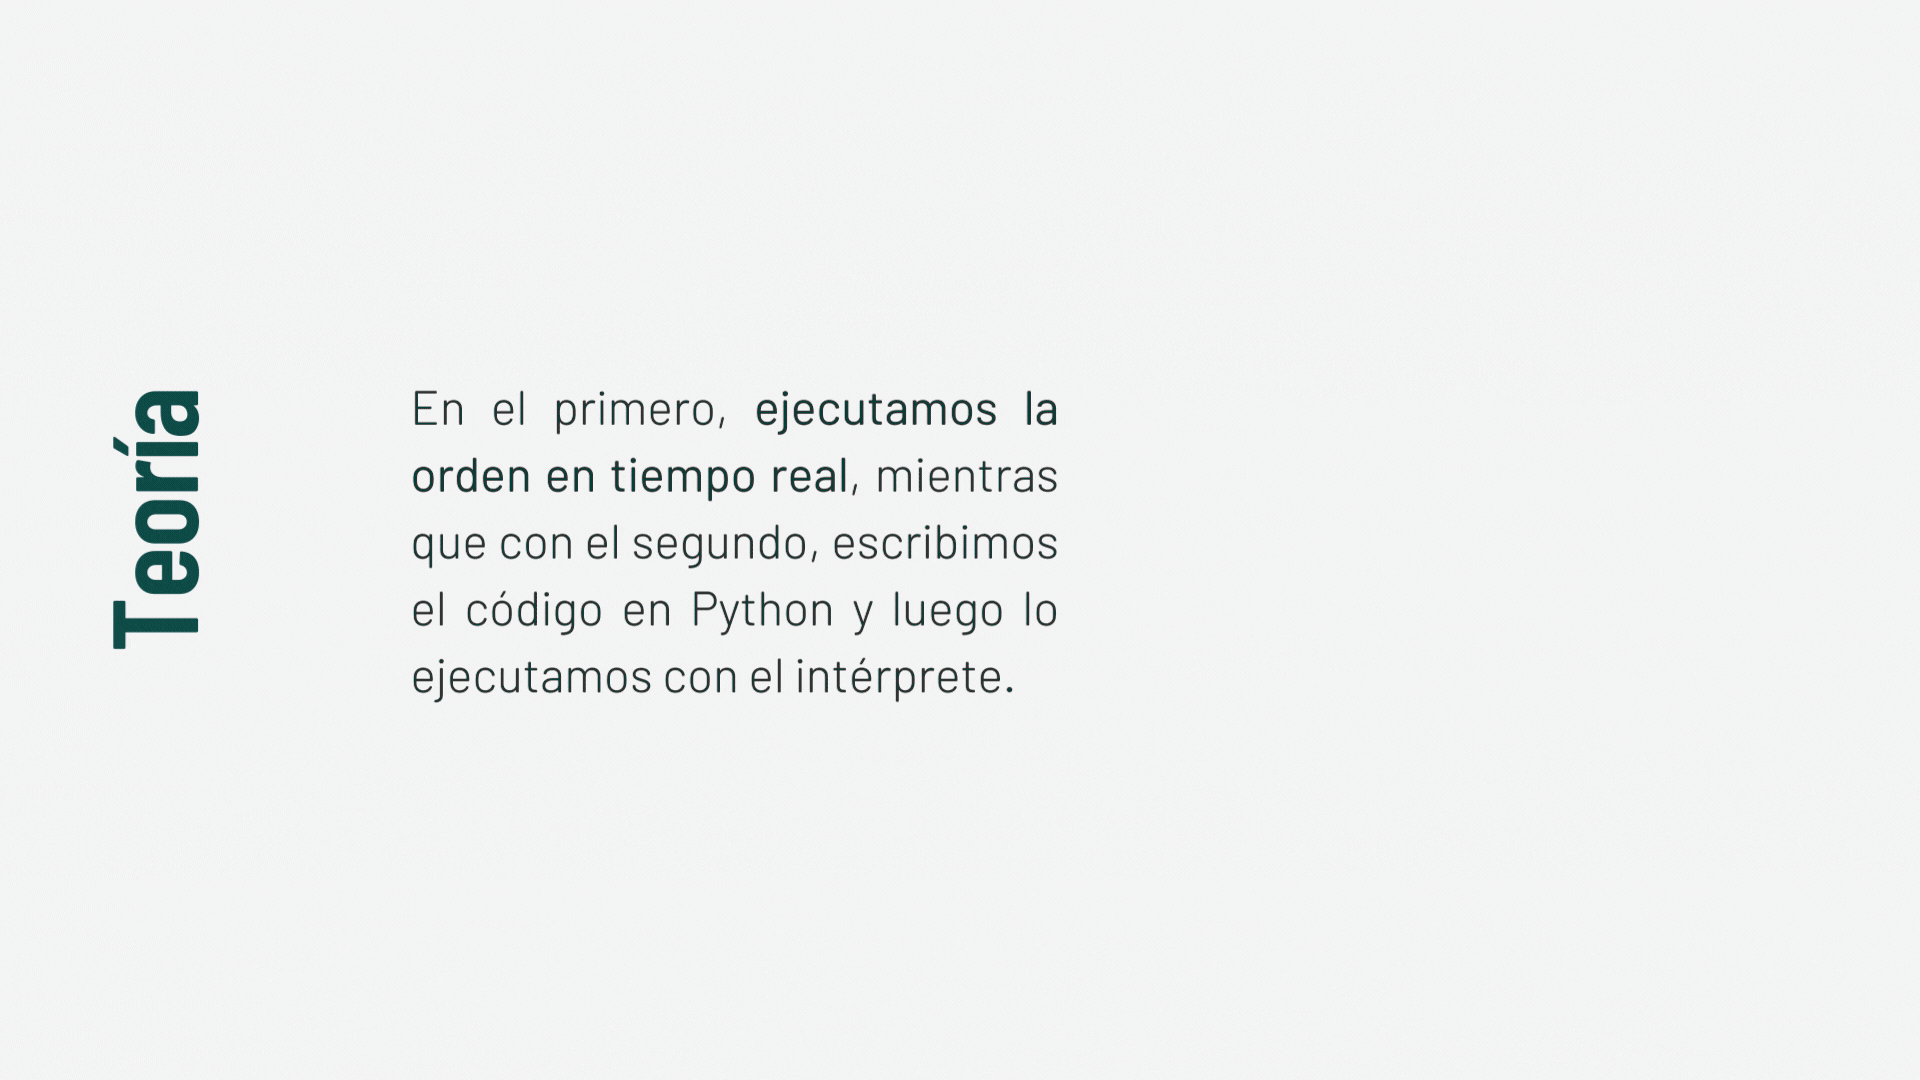 Teoría
En el primero, ejecutamos la
orden en tiempo real, mientras
que con el segundo, escribimos
el código en Python y luego lo
ejecutamos con el intérprete.